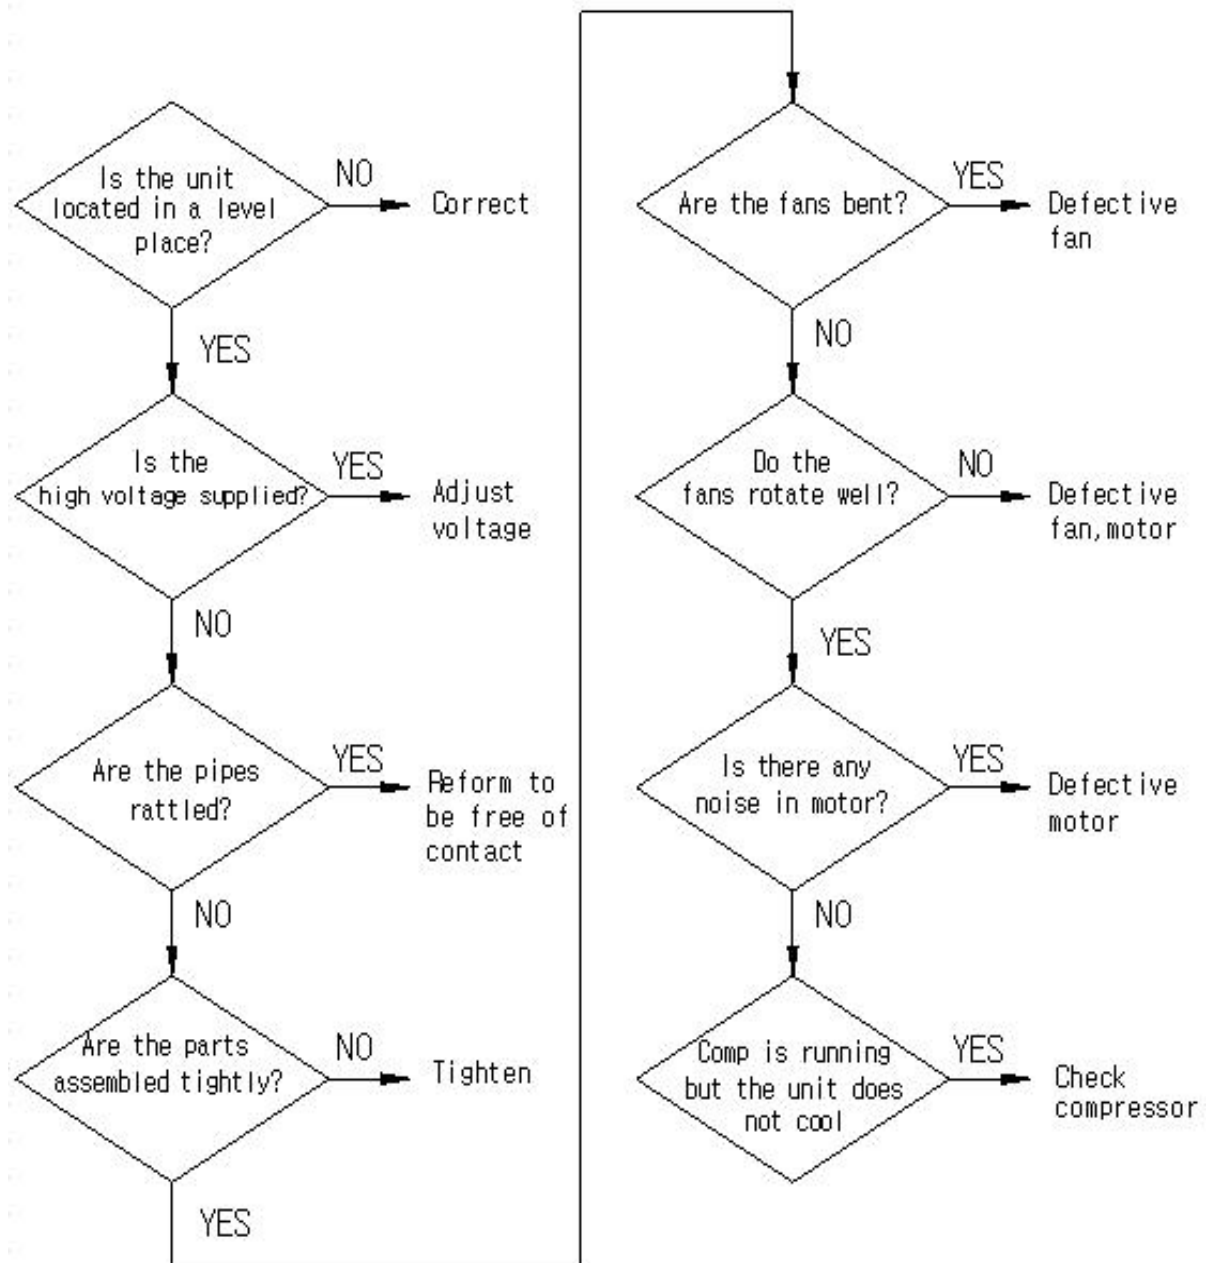 Is the unit
located in a level
place?
NO
Correct
YES
Is the
high voltage supplied?
YES
Adjust
voltage
NO
Are the pipes
rattled?
YES
Reform to
be free of
contact
NO
Are the parts
assembled tightly?
NO
Tighten
YES
Are the fans bent?
YES
Defective
fan
NO
Do the
fans rotate well?
NO
Defective
fan,motor
YES
Is there any
noise in motor?
YES
Defective
motor
NO
Comp is running
but the unit does
not cool
YES
Check
compressor